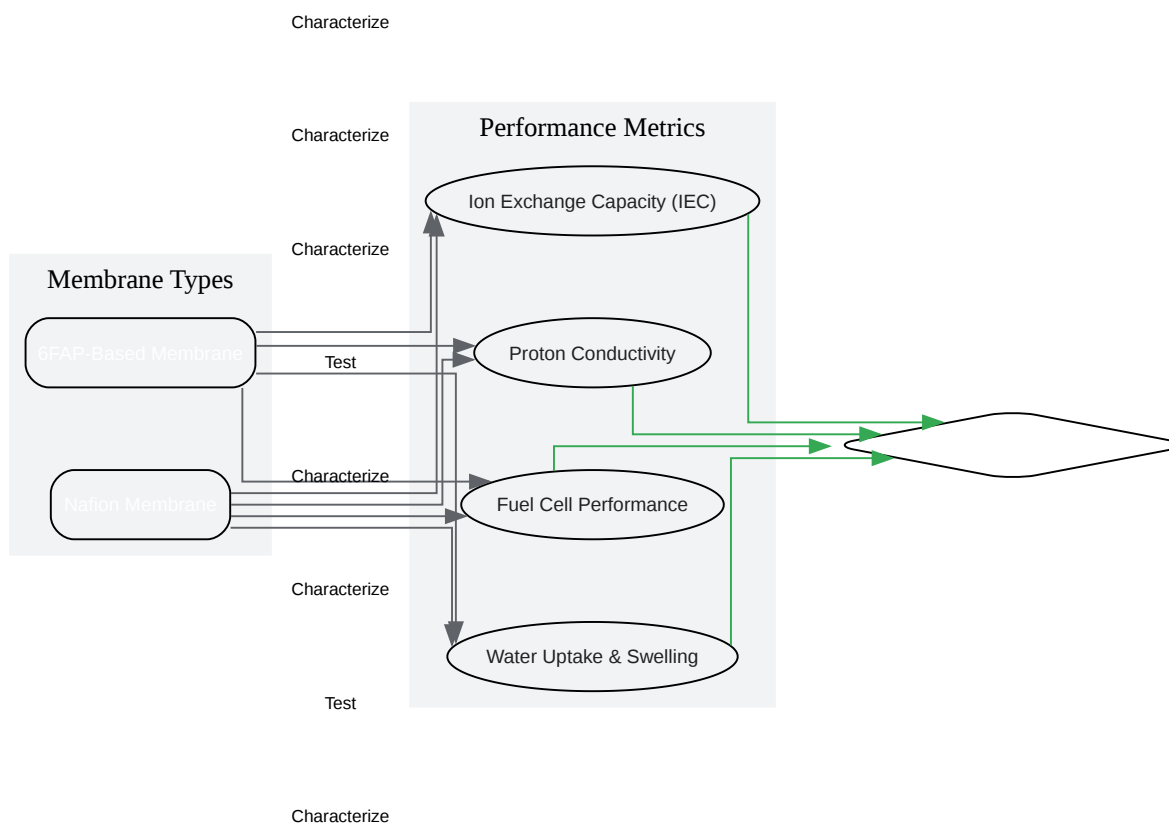 Characterize
Characterize
Performance Metrics
Ion Exchange Capacity (IEC)
Characterize
Membrane Types
6FAP-Based Membrane
Proton Conductivity
Test
Characterize
Nafion Membrane
Fuel Cell Performance
Characterize
Water Uptake & Swelling
Test
Characterize